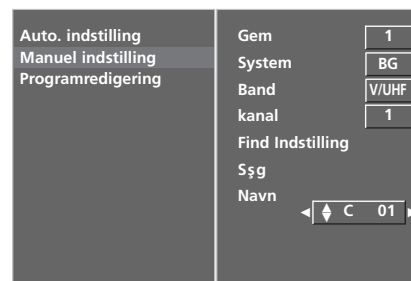 Auto. indstilling
Manuel indstilling
Programredigering
Gem 1
System BG
Band V/UHF
kanal 1
Find Indstilling
Sşg
Navn
C 01